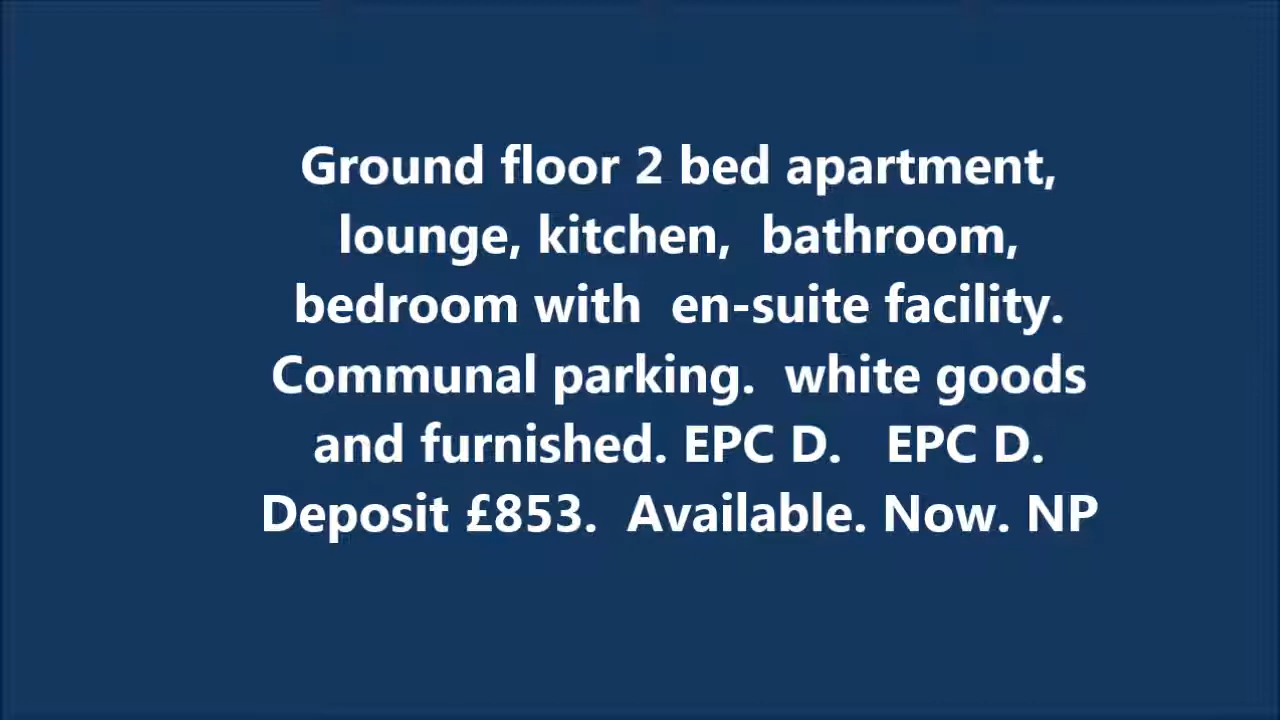 Ground floor 2 bed apartment,
lounge, kitchen,  bathroom,
bedroom with  en-suite facility.
Communal parking.  white goods
and furnished. EPC D.   EPC D.
Deposit £853.  Available. Now. NP